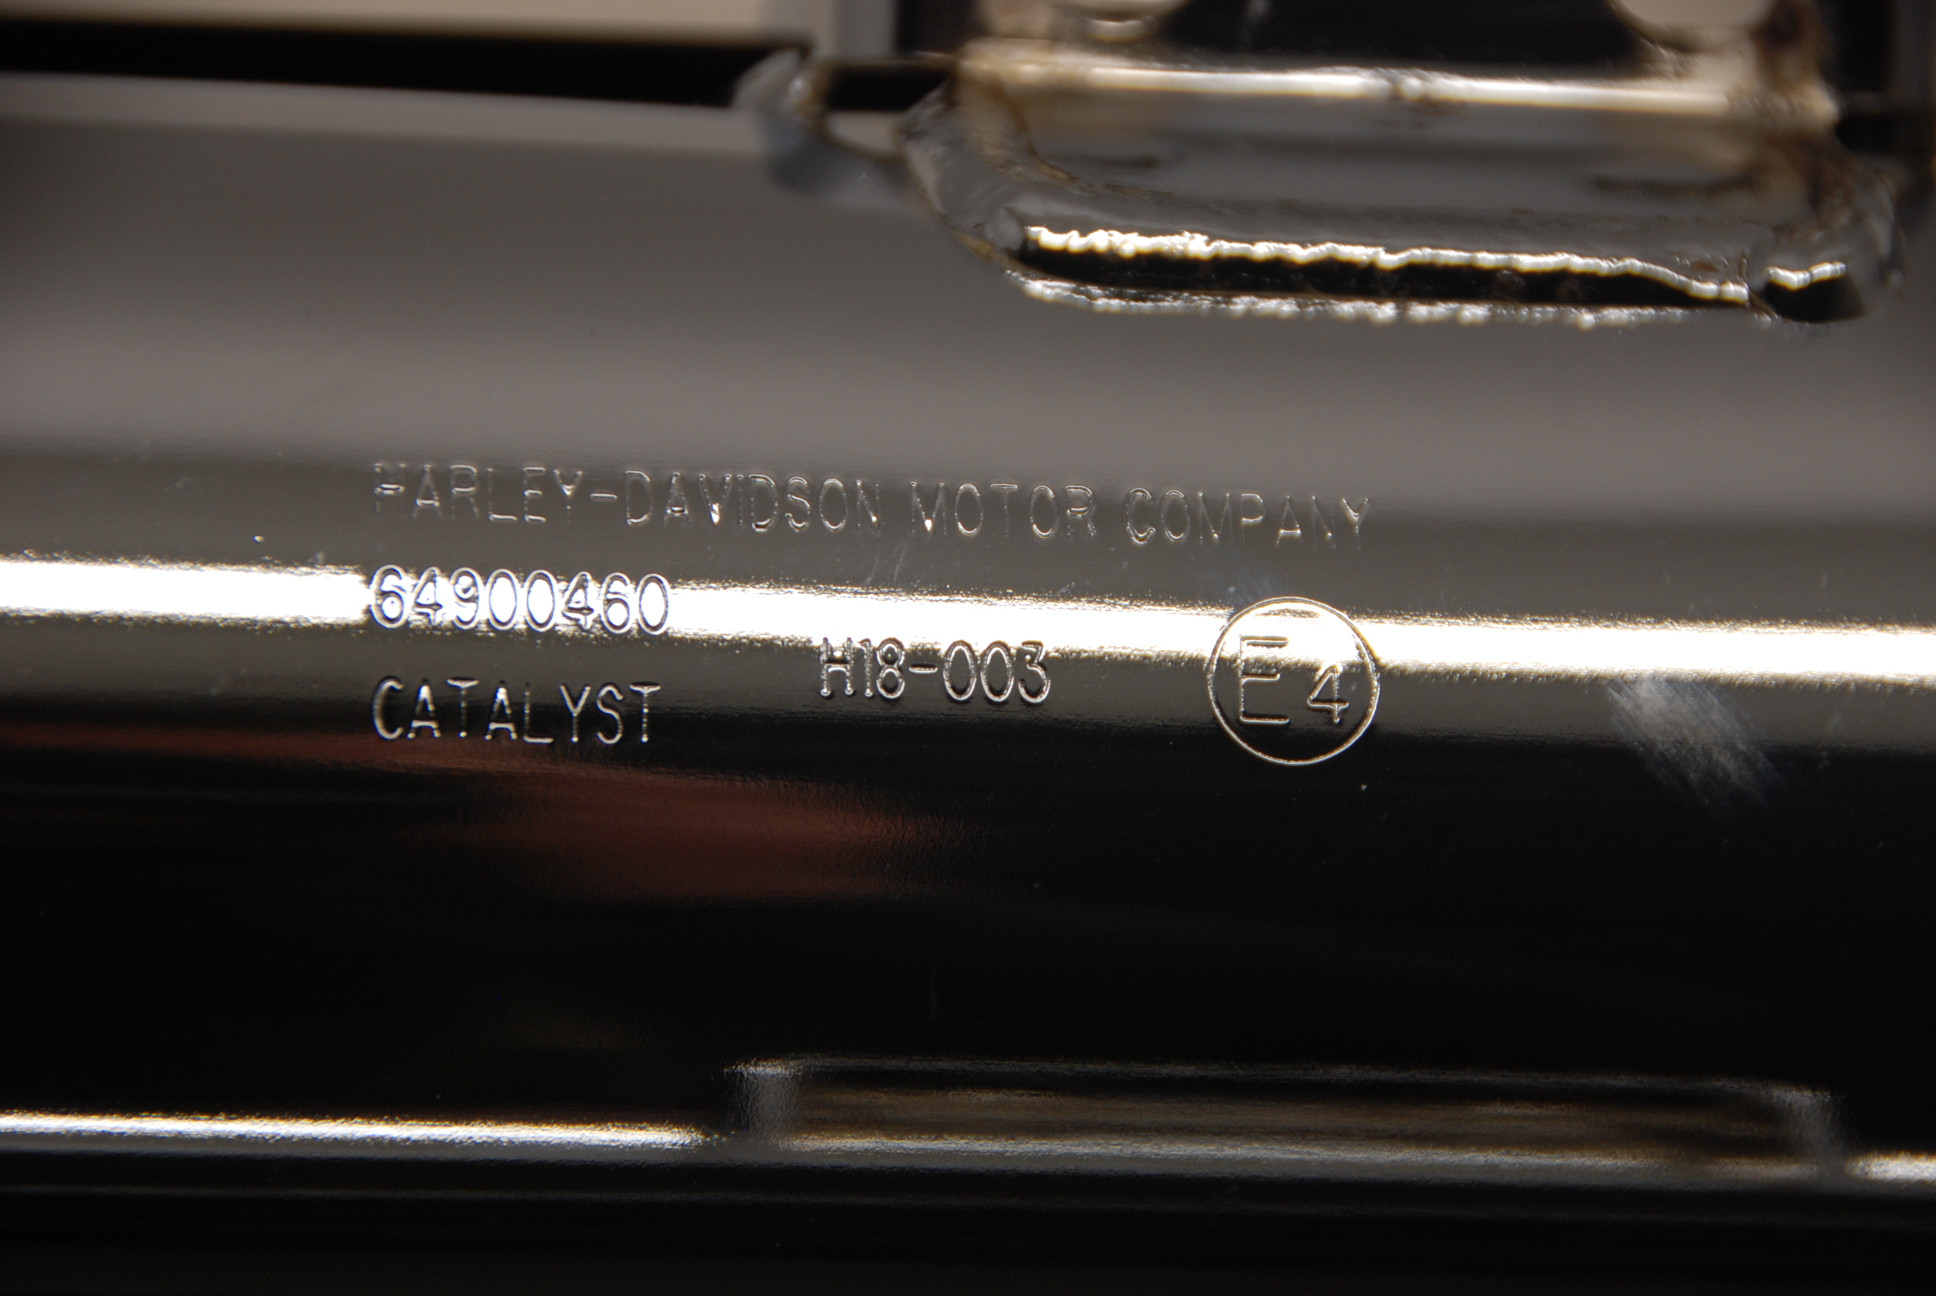 HARLEY-DAVIDSON MOTOR COMPANY
64900460
H18-003 E4
CATALYST